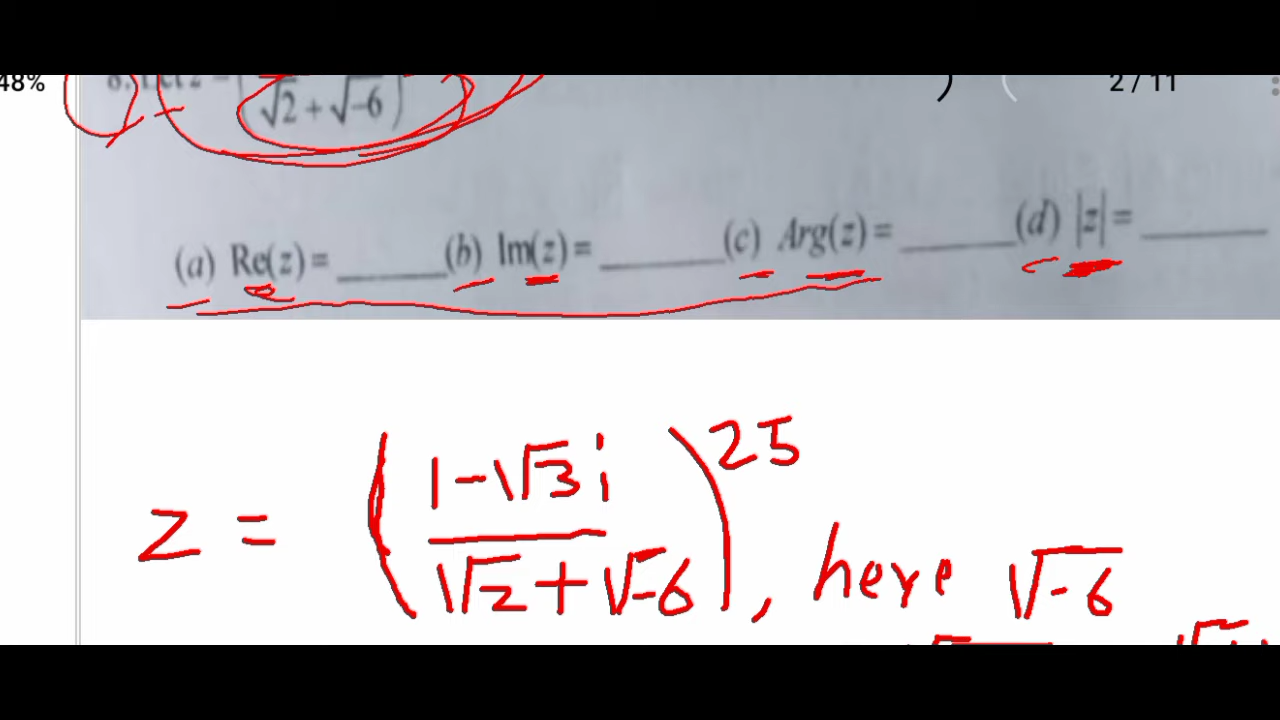 48% 2 / 11
√2 + √-6
(a) Re(z) = ______ (b) Im(z) = ______ (c) Arg(z) = ______ (d) |z| = ______
z = (1-√3i / √2+√-6)^25, here √-6